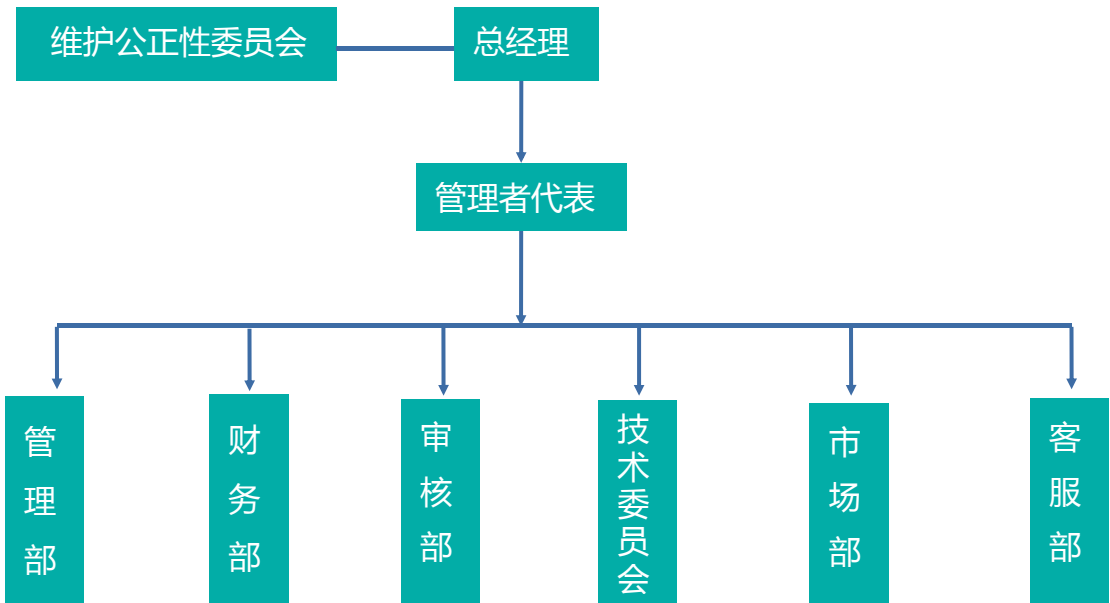 维护公正性委员会
总经理
管理者代表
管理部
财务部
审核部
技术委员会
市场部
客服部